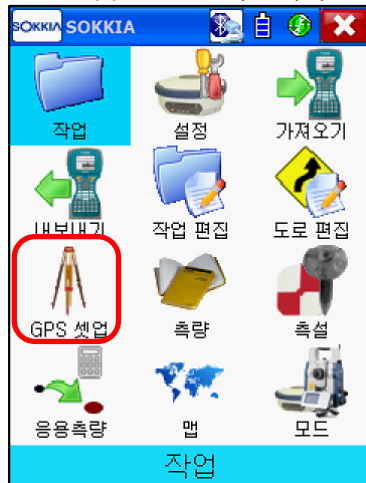 SOKKIA SOKKIA
작업 설정 가져오기
내보내기 작업 편집 도로 편집
GPS 셋업 측량 측설
응용측량 맵 모드
작업